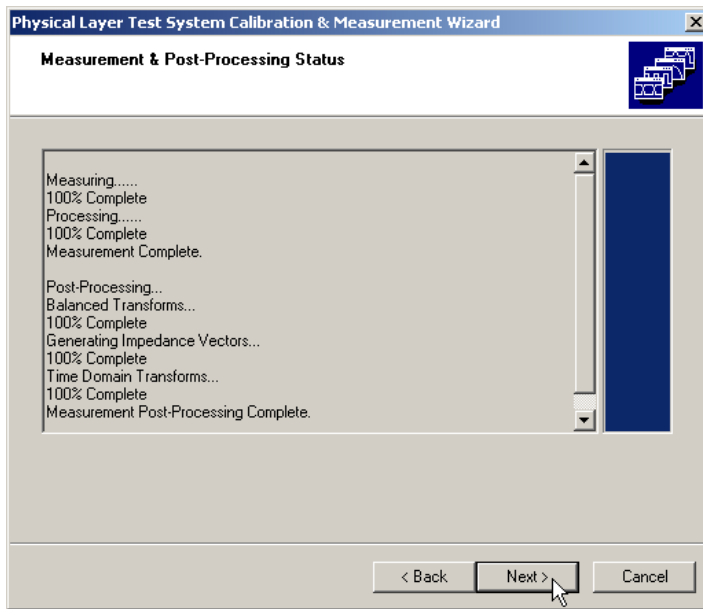 Physical Layer Test System Calibration & Measurement Wizard
Measurement & Post-Processing Status
Measuring......
100% Complete
Processing......
100% Complete
Measurement Complete.
Post-Processing...
Balanced Transforms...
100% Complete
Generating Impedance Vectors...
100% Complete
Time Domain Transforms...
100% Complete
Measurement Post-Processing Complete.
< Back
Next >
Cancel